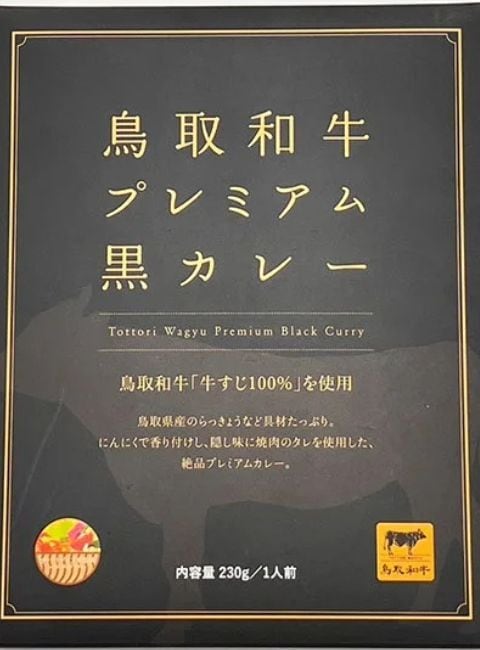 鳥取和牛
プレミアム
黒カレー
Tottori Wagyu Premium Black Curry
鳥取和牛「牛すじ100%」を使用
鳥取県産のらっきょうなど具材たっぷり。
にんにくで香り付けし、隠し味に焼肉のタレを使用した、
絶品プレミアムカレー。
内容量 230g／1人前
鳥取和牛